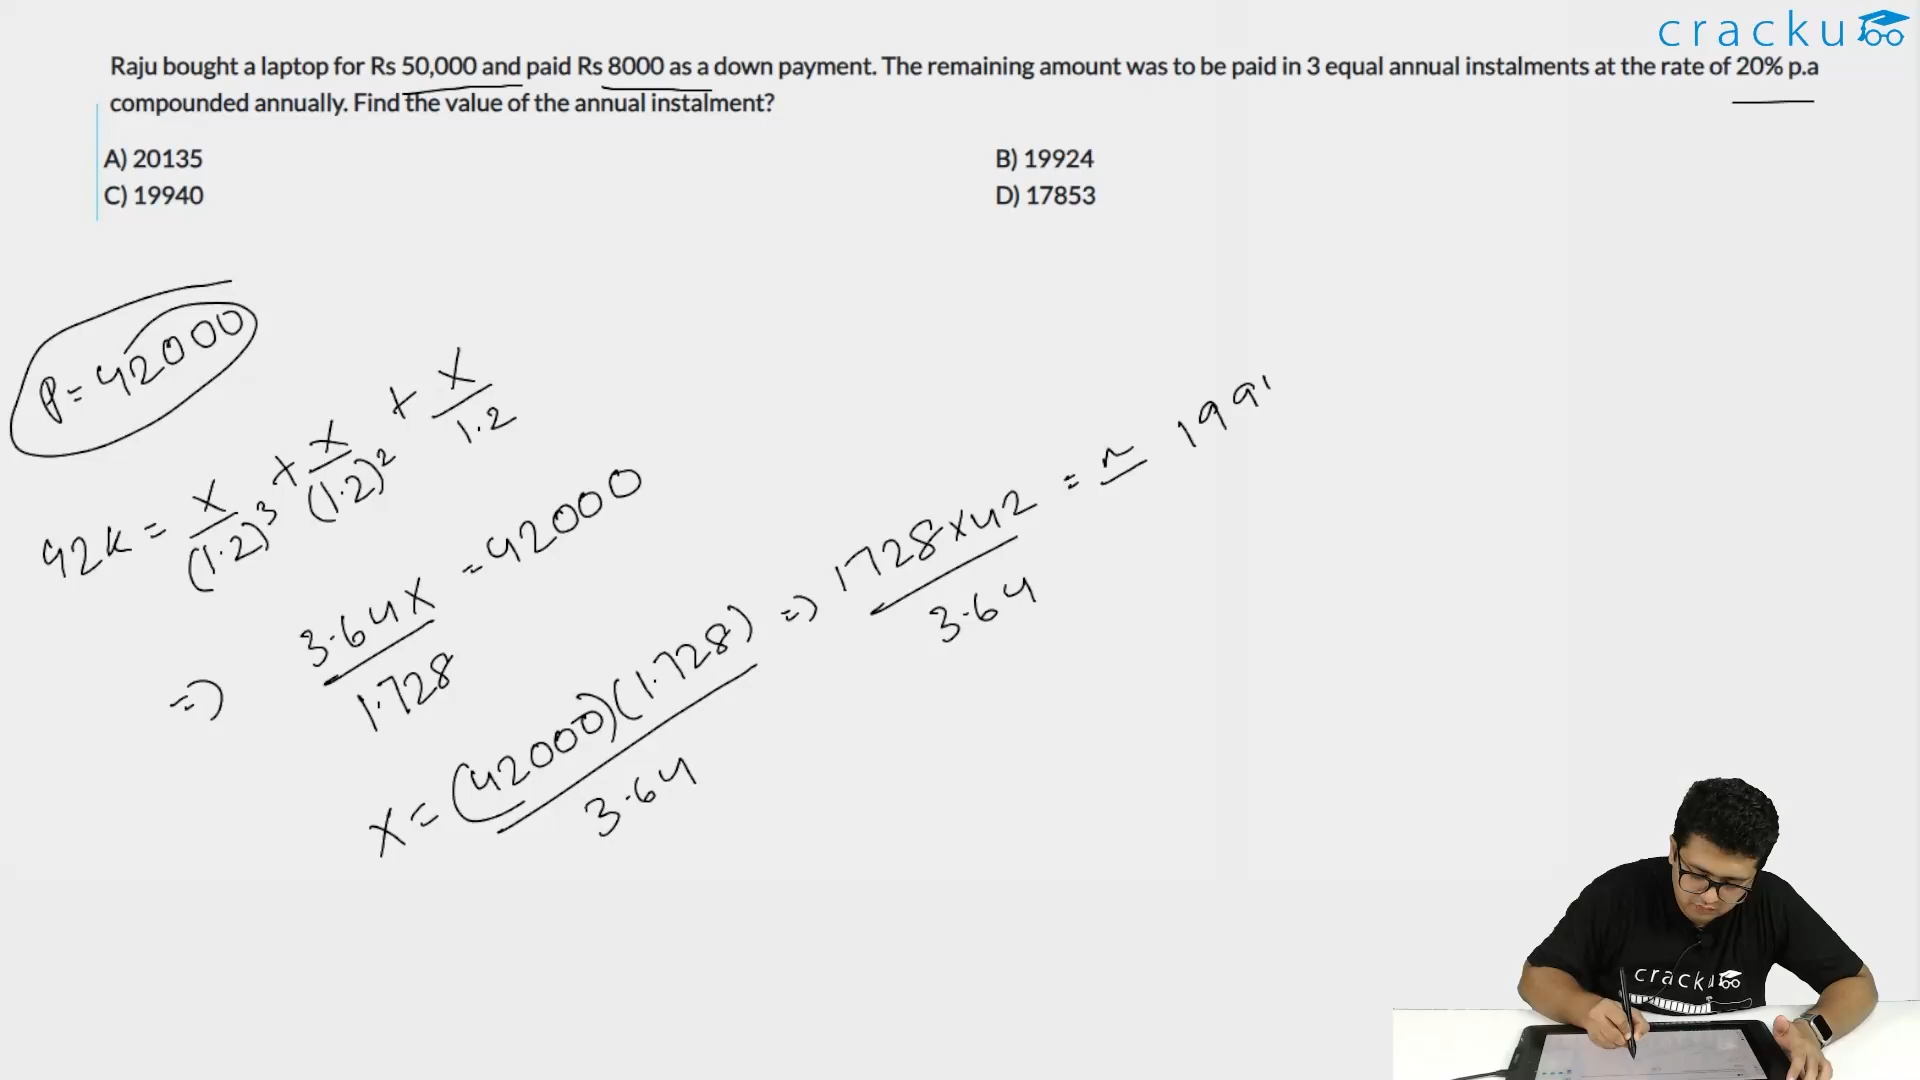 cracku
Raju bought a laptop for Rs 50,000 and paid Rs 8000 as a down payment. The remaining amount was to be paid in 3 equal annual instalments at the rate of 20% p.a
compounded annually. Find the value of the annual instalment?
A) 20135
B) 19924
C) 19940
D) 17853
P = 42000
42k = x/(1.2)^3 + x/(1.2)^2 + x/1.2
=> 3.64x/1.728 = 42000
x = (42000)(1.728)/3.64 => 1728x42/3.64 = ~ 199
cracku